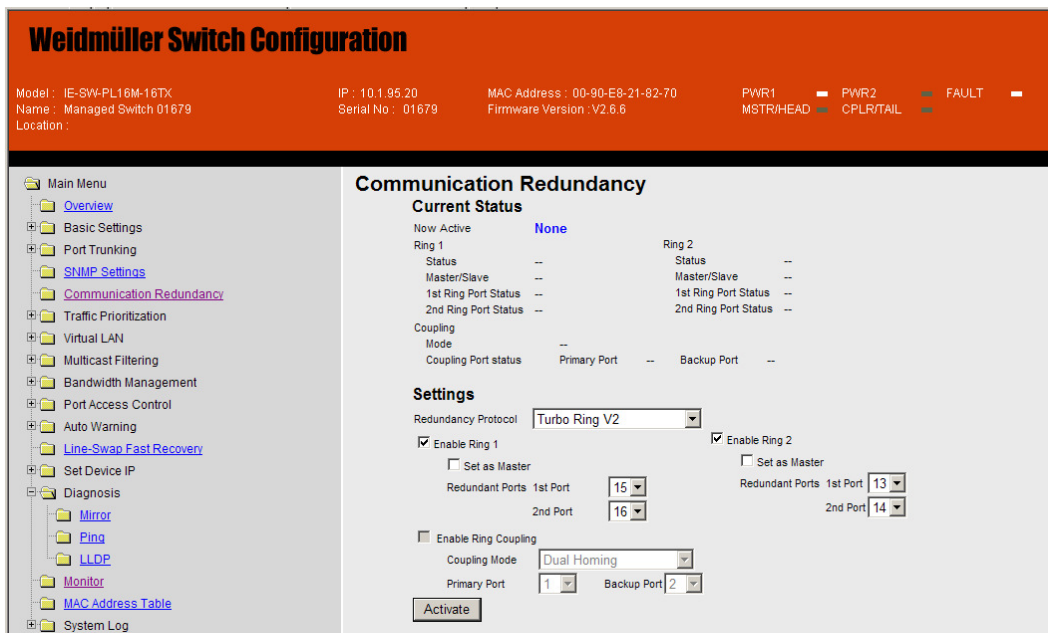 Weidmüller Switch Configuration
Model : IE-SW-PL16M-16TX
IP : 10.1.95.20
MAC Address : 00-90-E8-21-82-70
PWR1
PWR2
FAULT
Name : Managed Switch 01679
Serial No : 01679
Firmware Version : V2.6.6
MSTR/HEAD
CPLR/TAIL
Location :
Main Menu
Overview
Basic Settings
Port Trunking
SNMP Settings
Communication Redundancy
Traffic Prioritization
Virtual LAN
Multicast Filtering
Bandwidth Management
Port Access Control
Auto Warning
Line-Swap Fast Recovery
Set Device IP
Diagnosis
Mirror
Ping
LLDP
Monitor
MAC Address Table
System Log
Communication Redundancy
Current Status
Now Active None
Ring 1
Status --
Master/Slave --
1st Ring Port Status --
2nd Ring Port Status --
Ring 2
Status --
Master/Slave --
1st Ring Port Status --
2nd Ring Port Status --
Coupling
Mode --
Coupling Port status Primary Port -- Backup Port --
Settings
Redundancy Protocol Turbo Ring V2
Enable Ring 1
Set as Master
Redundant Ports 1st Port 15
2nd Port 16
Enable Ring 2
Set as Master
Redundant Ports 1st Port 13
2nd Port 14
Enable Ring Coupling
Coupling Mode Dual Homing
Primary Port 1 Backup Port 2
Activate